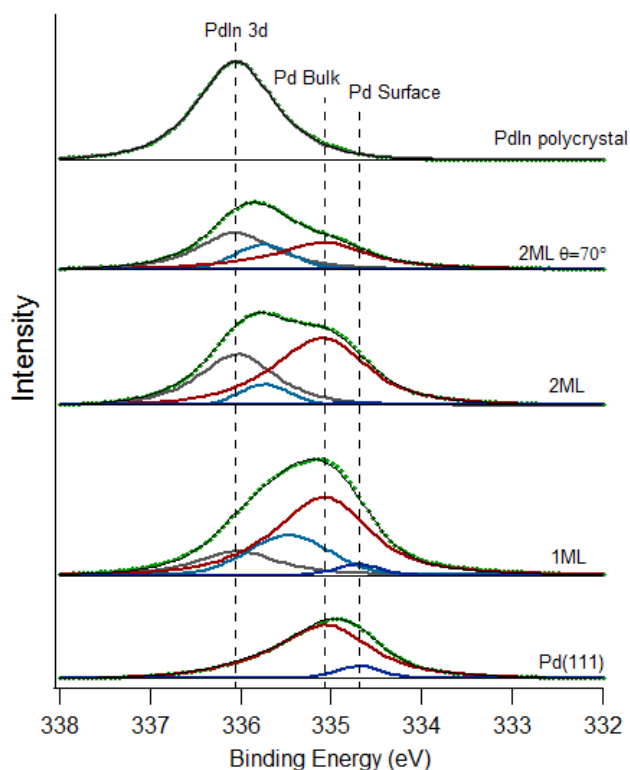 PdIn 3d
Pd Bulk
Pd Surface
PdIn polycrystal
2ML θ=70°
2ML
1ML
Pd(111)
Intensity
338 337 336 335 334 333 332
Binding Energy (eV)